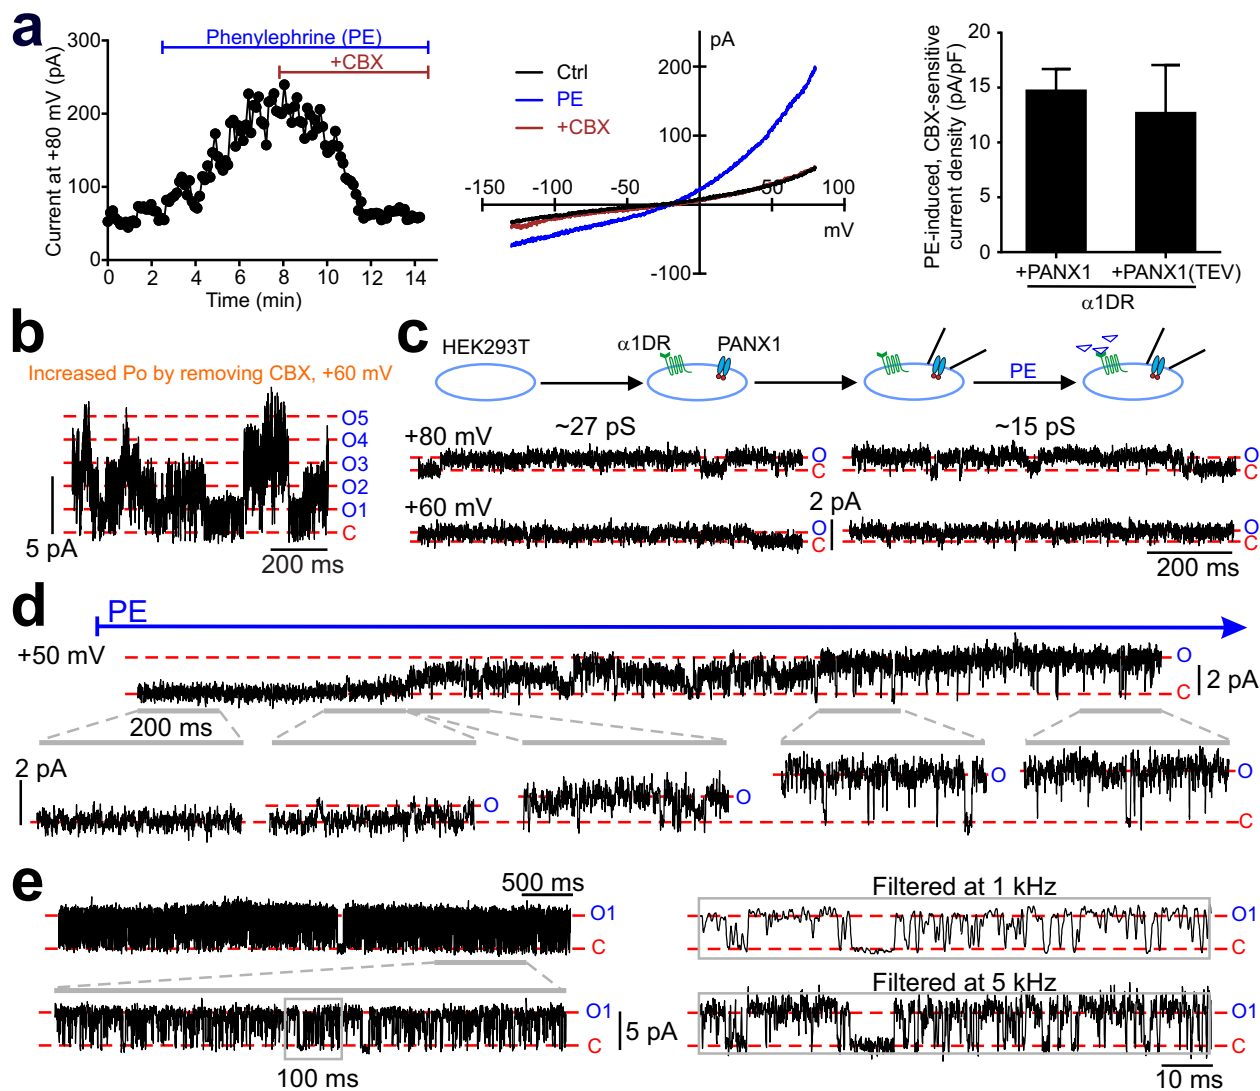 a
Current at +80 mV (pA)
300
200
100
0
0 2 4 6 8 10 12 14
Time (min)
Phenylephrine (PE)
+CBX
pA
Ctrl
PE
+CBX
200
100
-100
-150 -50 50 100
mV
PE-induced, CBX-sensitive
current density (pA/pF)
20
15
10
5
0
+PANX1 +PANX1(TEV)
α1DR
b
Increased Po by removing CBX, +60 mV
O5
O4
O3
O2
O1
C
5 pA
200 ms
c
HEK293T
α1DR
PANX1
PE
~27 pS
~15 pS
+80 mV
O
C
O
C
+60 mV
O
C
2 pA
O
C
200 ms
d
PE
+50 mV
O
C
2 pA
200 ms
2 pA
O
O
O
O
C
e
500 ms
O1
C
O1
C
5 pA
100 ms
Filtered at 1 kHz
O1
C
Filtered at 5 kHz
O1
C
10 ms